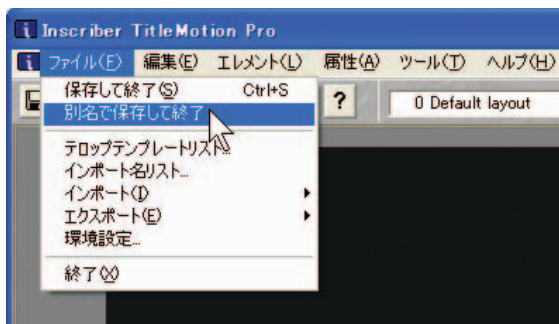 Inscriber TitleMotion Pro
ファイル(F) 編集(E) エレメント(L) 属性(A) ツール(T) ヘルプ(H)
保存して終了(S) Ctrl+S
別名で保存して終了
? 0 Default layout
テロップテンプレートリスト...
インポート名リスト...
インポート(I)
エクスポート(E)
環境設定...
終了(X)